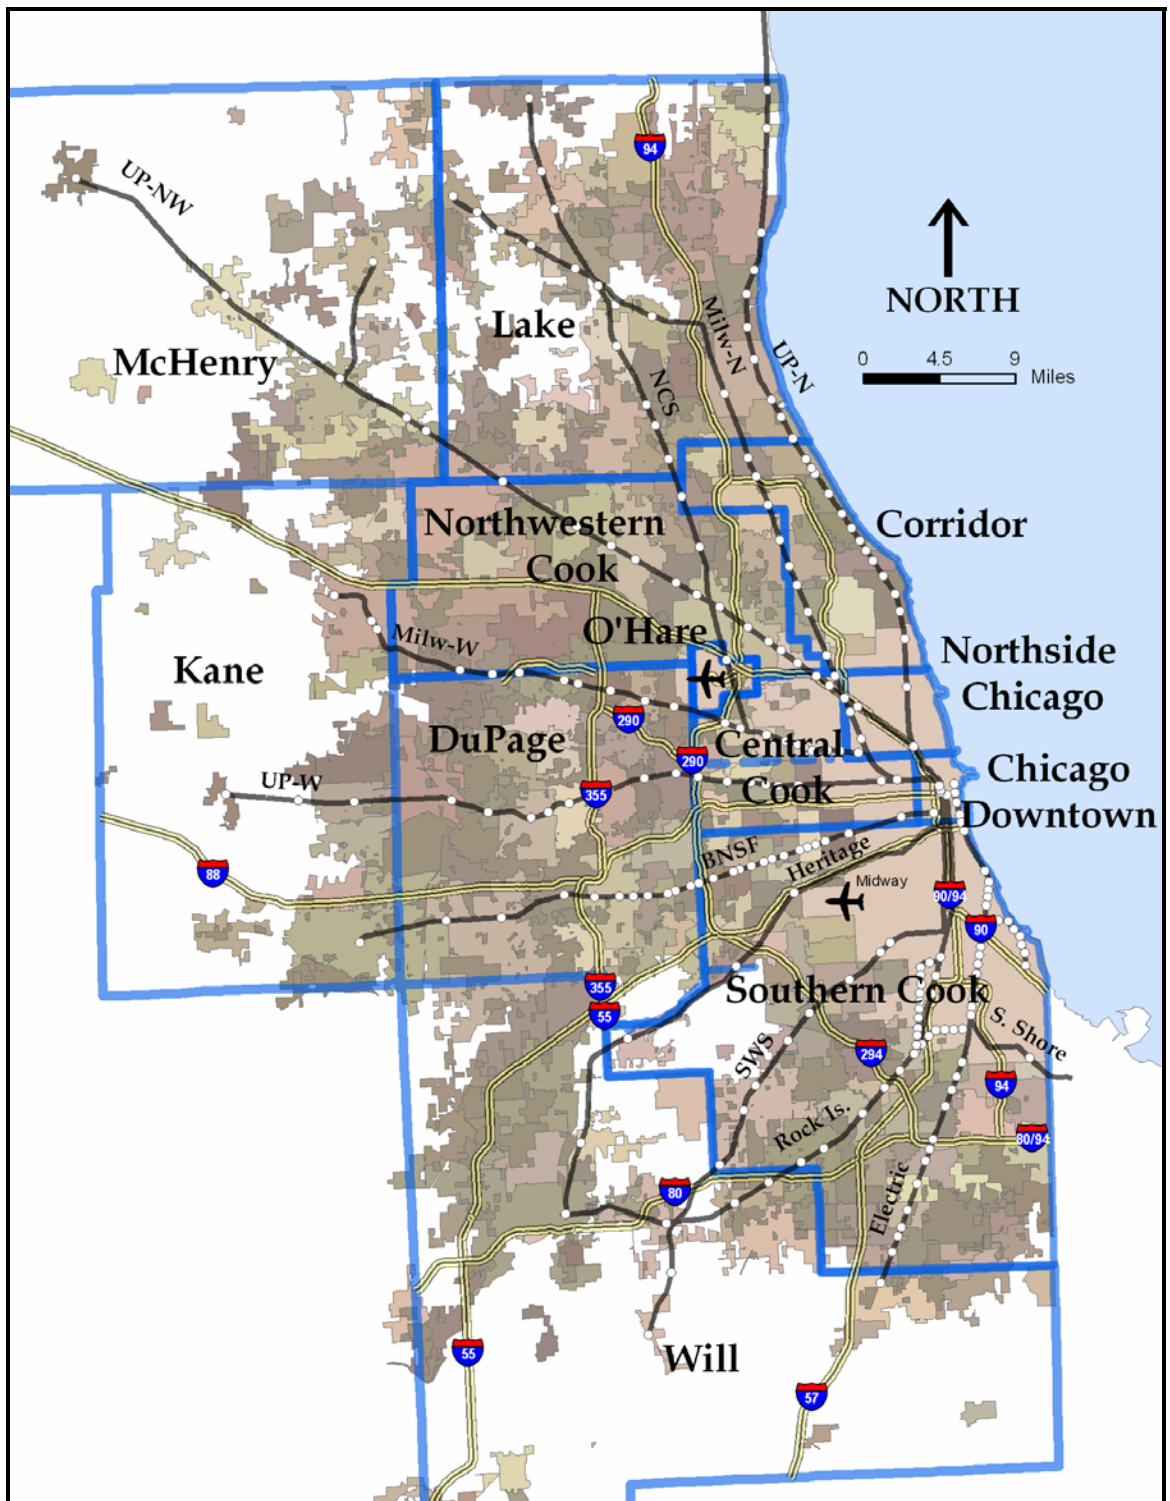 94
UP-NW
NORTH
Lake
Milw-N
UP-N
McHenry
0 4.5 9
Miles
NCS
Northwestern
Cook
Corridor
O'Hare
Milw-W
Kane
Northside
Chicago
290
DuPage
290
Central
Cook
UP-W
355
Chicago
Downtown
BNSF
Heritage
88
Midway
90/94
90
355
55
Southern Cook
S. Shore
SWS
294
94
Rock Is.
80/94
80
Electric
55
Will
57